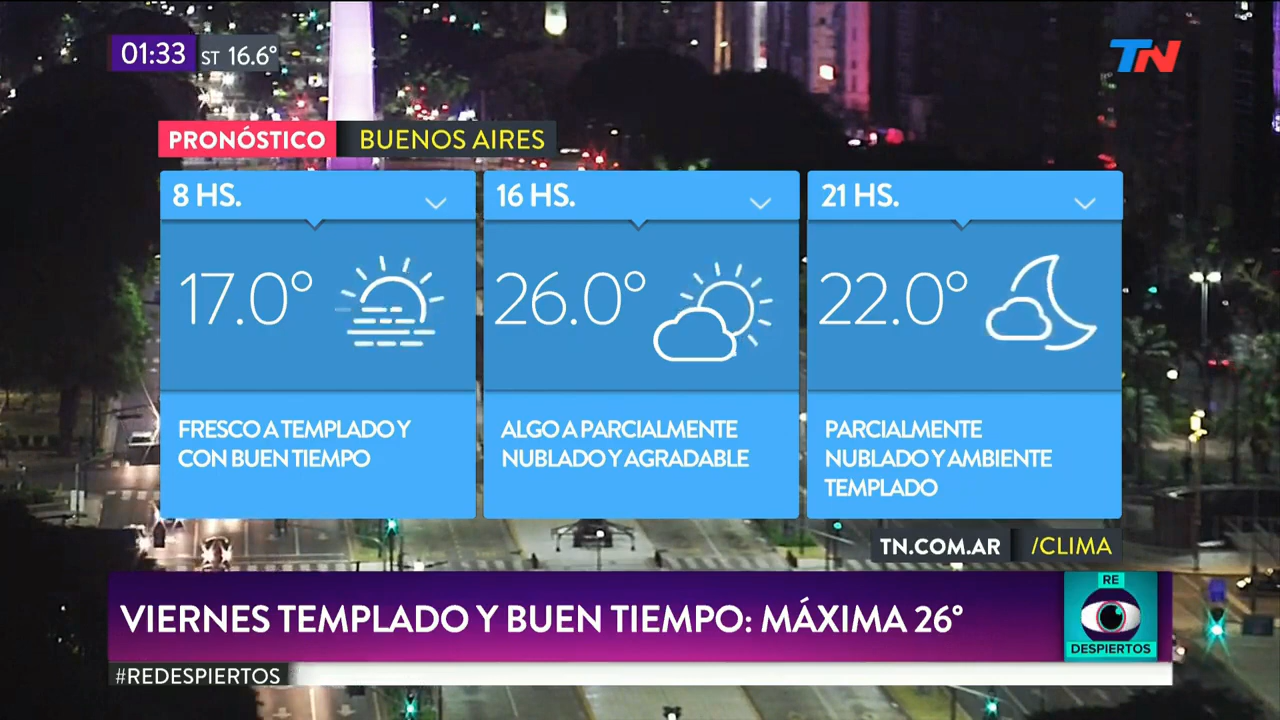 01:33 ST 16.6°
TN
PRONÓSTICO BUENOS AIRES
8 HS.
17.0°
FRESCO A TEMPLADO Y
CON BUEN TIEMPO
16 HS.
26.0°
ALGO A PARCIALMENTE
NUBLADO Y AGRADABLE
21 HS.
22.0°
PARCIALMENTE
NUBLADO Y AMBIENTE
TEMPLADO
TN.COM.AR /CLIMA
VIERNES TEMPLADO Y BUEN TIEMPO: MÁXIMA 26°
RE
DESPIERTOS
#REDESPIERTOS